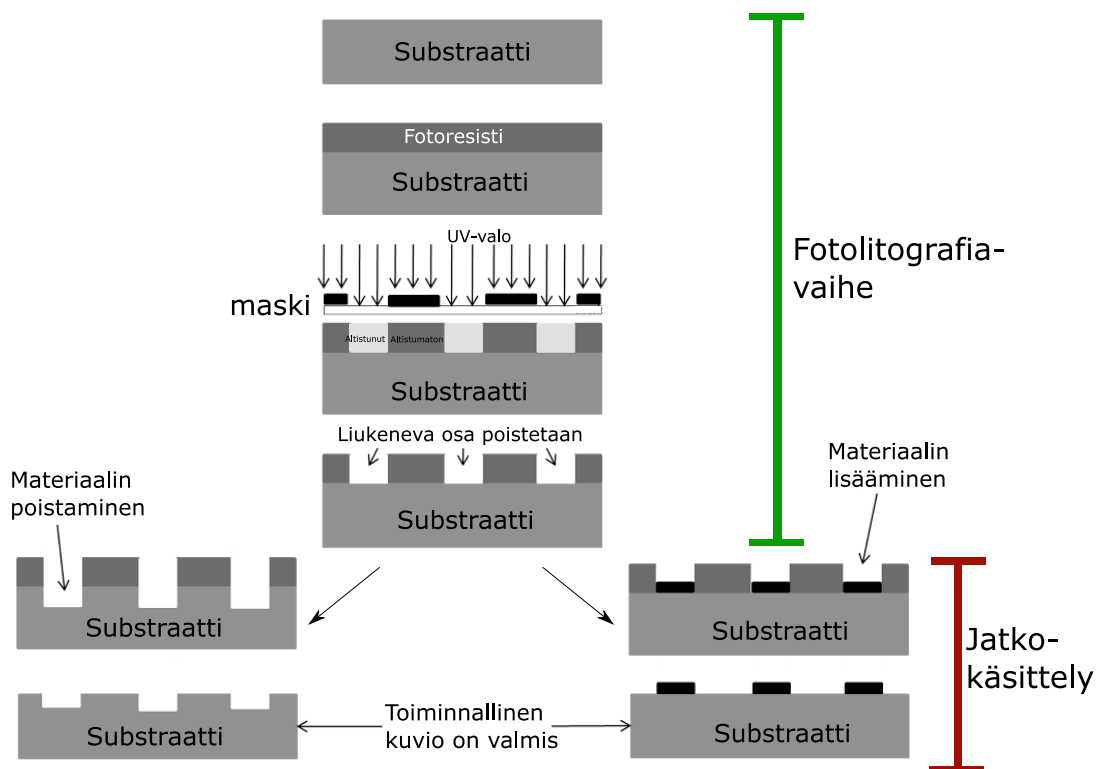 Substraatti
Fotoresisti
Substraatti
UV-valo
maski
Altistunut
Altistumaton
Substraatti
Fotolitografia-
vaihe
Liukeneva osa poistetaan
Substraatti
Materiaalin
poistaminen
Materiaalin
lisääminen
Substraatti
Substraatti
Jatko-
käsittely
Substraatti
Toiminnallinen
kuvio on valmis
Substraatti